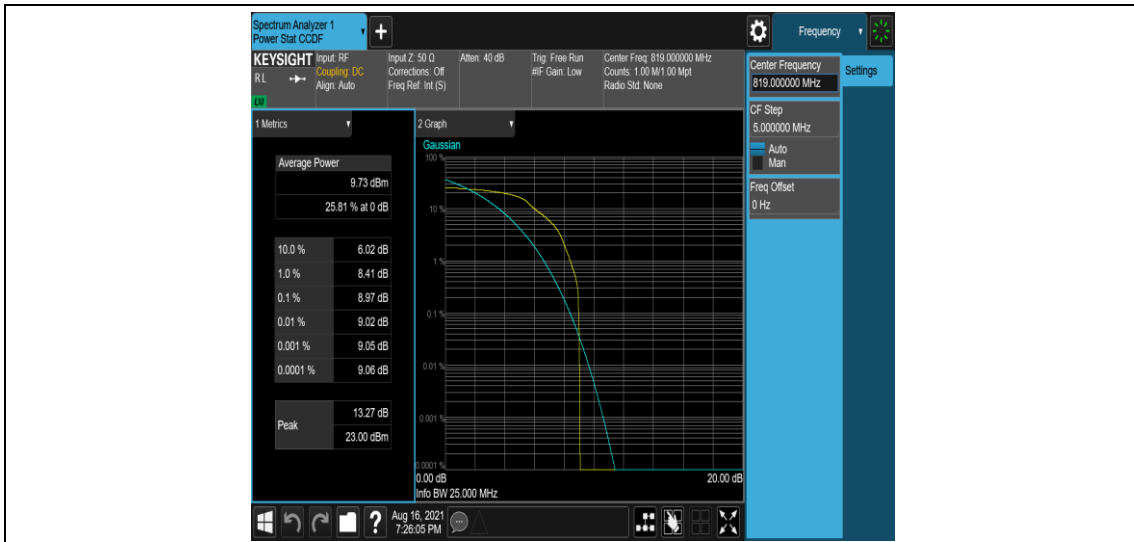 Spectrum Analyzer 1
Power Stat CCDF
+
Frequency
KEYSIGHT
RL
LM
Input: RF
Coupling: DC
Align: Auto
Input Z: 50 Ω
Corrections: Off
Freq Ref: Int (S)
Atten: 40 dB
Trig: Free Run
#IF Gain: Low
Center Freq: 819.000000 MHz
Counts: 1.00 M/1.00 Mpt
Radio Std: None
Center Frequency
819.000000 MHz
Settings
CF Step
5.000000 MHz
Auto
Man
Freq Offset
0 Hz
1 Metrics
Average Power
9.73 dBm
25.81 % at 0 dB
10.0 % 6.02 dB
1.0 % 8.41 dB
0.1 % 8.97 dB
0.01 % 9.02 dB
0.001 % 9.05 dB
0.0001 % 9.06 dB
Peak
13.27 dB
23.00 dBm
2 Graph
Gaussian
100 %
10 %
1 %
0.1 %
0.01 %
0.001 %
0.0001 %
0.00 dB 20.00 dB
Info BW 25.000 MHz
?
Aug 16, 2021
7:26:05 PM